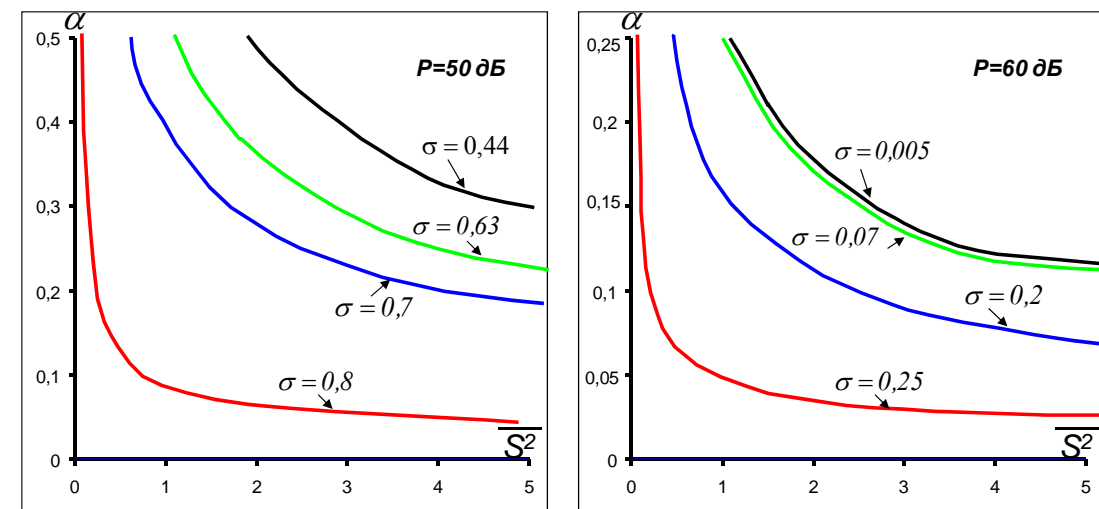 α
0,5
0,4
0,3
0,2
0,1
0
0 1 2 3 4 5
P=50 дБ
σ = 0,44
σ = 0,63
σ = 0,7
σ = 0,8
S²
α
0,25
0,2
0,15
0,1
0,05
0
0 1 2 3 4 5
P=60 дБ
σ = 0,005
σ = 0,07
σ = 0,2
σ = 0,25
S²